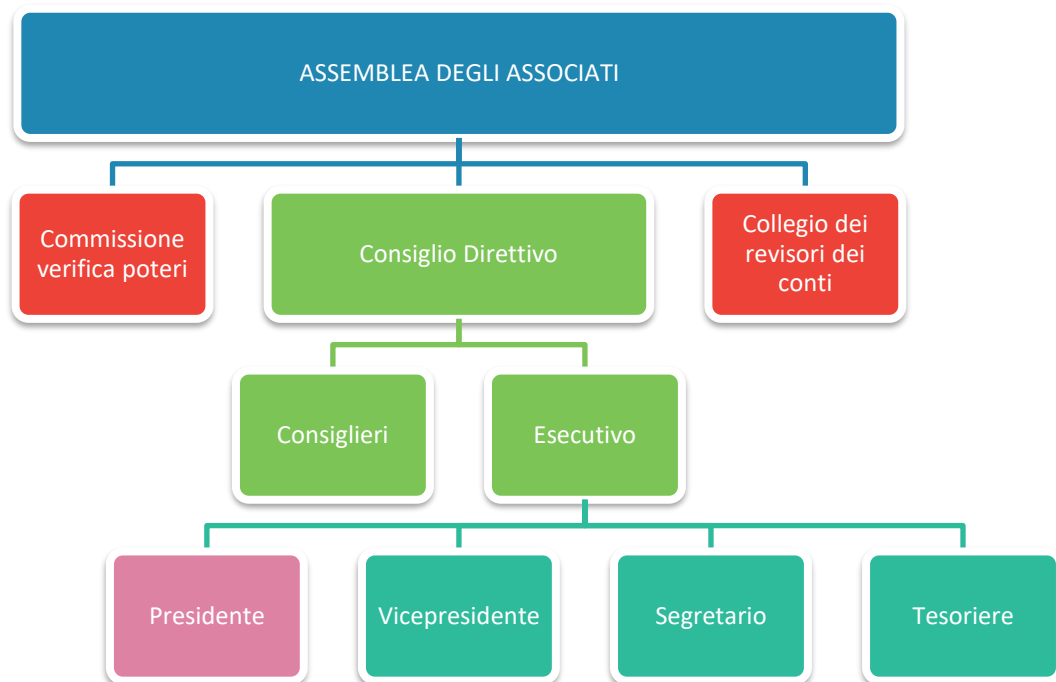 ASSEMBLEA DEGLI ASSOCIATI
Commissione
verifica poteri
Consiglio Direttivo
Collegio dei
revisori dei
conti
Consiglieri
Esecutivo
Presidente
Vicepresidente
Segretario
Tesoriere